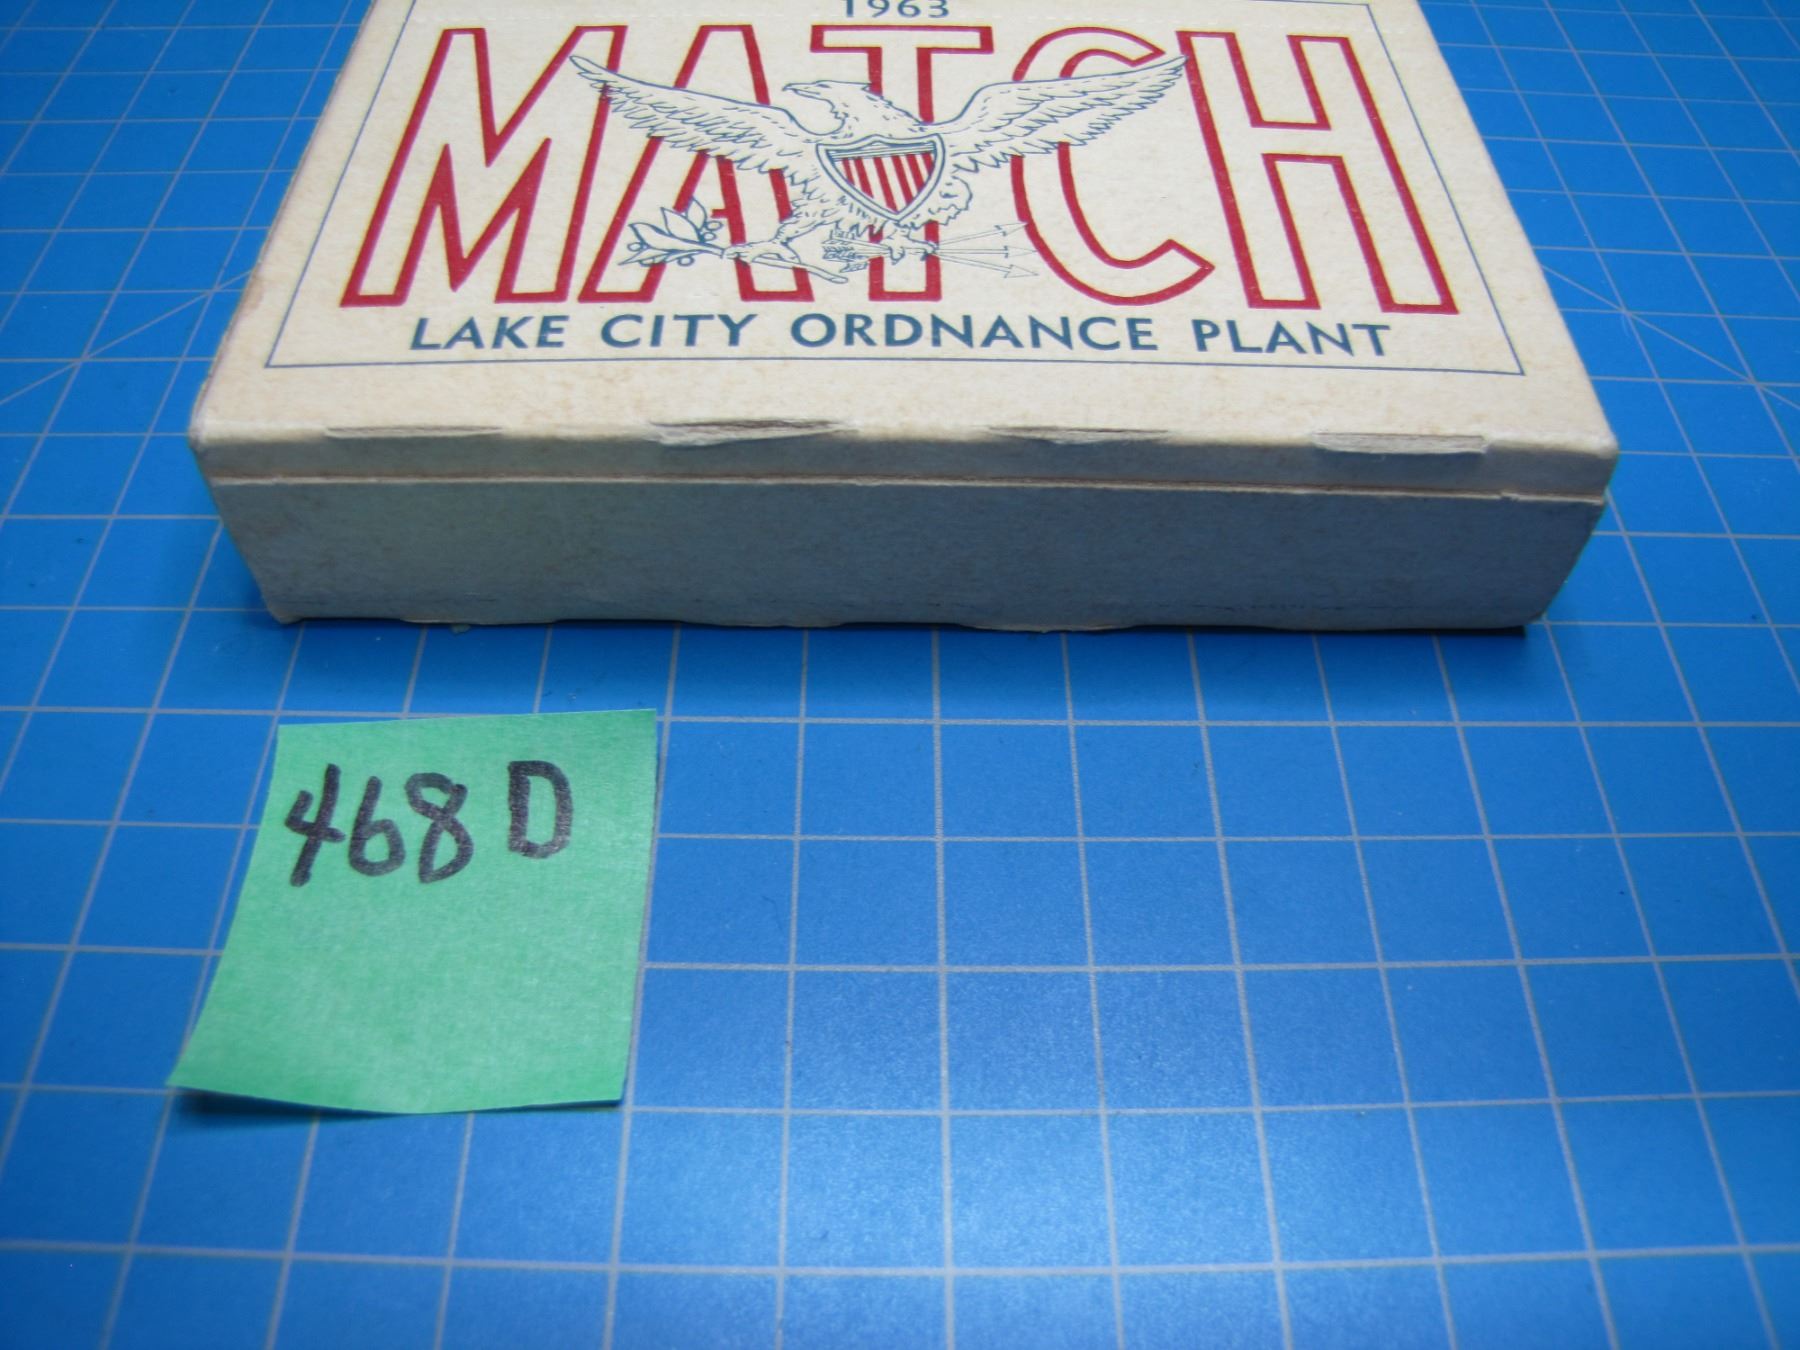 1963
MATCH
LAKE CITY ORDNANCE PLANT
468 D